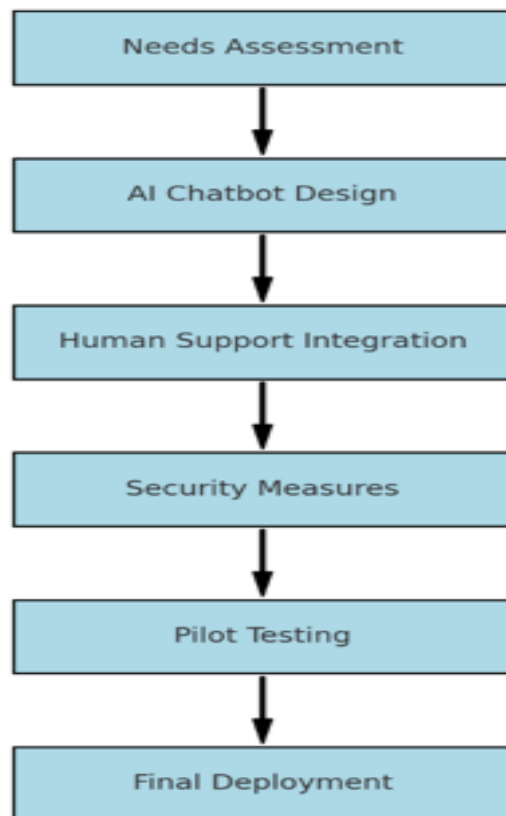 Needs Assessment
AI Chatbot Design
Human Support Integration
Security Measures
Pilot Testing
Final Deployment